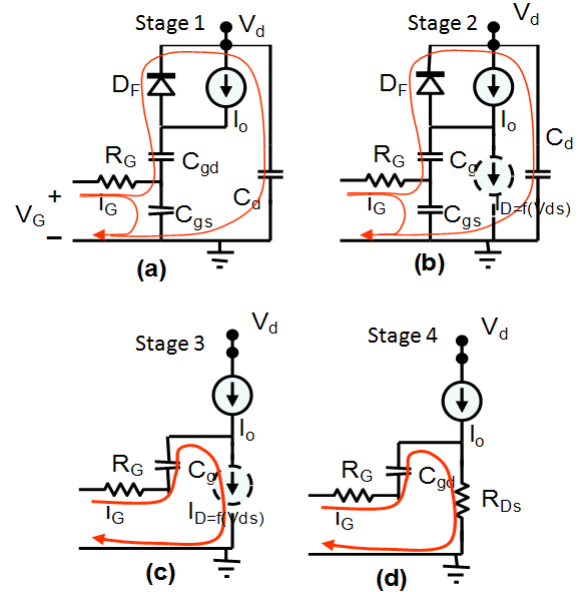 Stage 1
Vd
DF
Io
RG
Cgd
+
VG
iG
Cgs
Cd
−
(a)
Stage 2
Vd
DF
Io
Cd
RG
Cg
iG
Cgs
ID=f(Vds)
(b)
Stage 3
Vd
Io
RG
Cg
iG
ID=f(Vds)
(c)
Stage 4
Vd
Io
RG
Cgd
RDs
iG
(d)